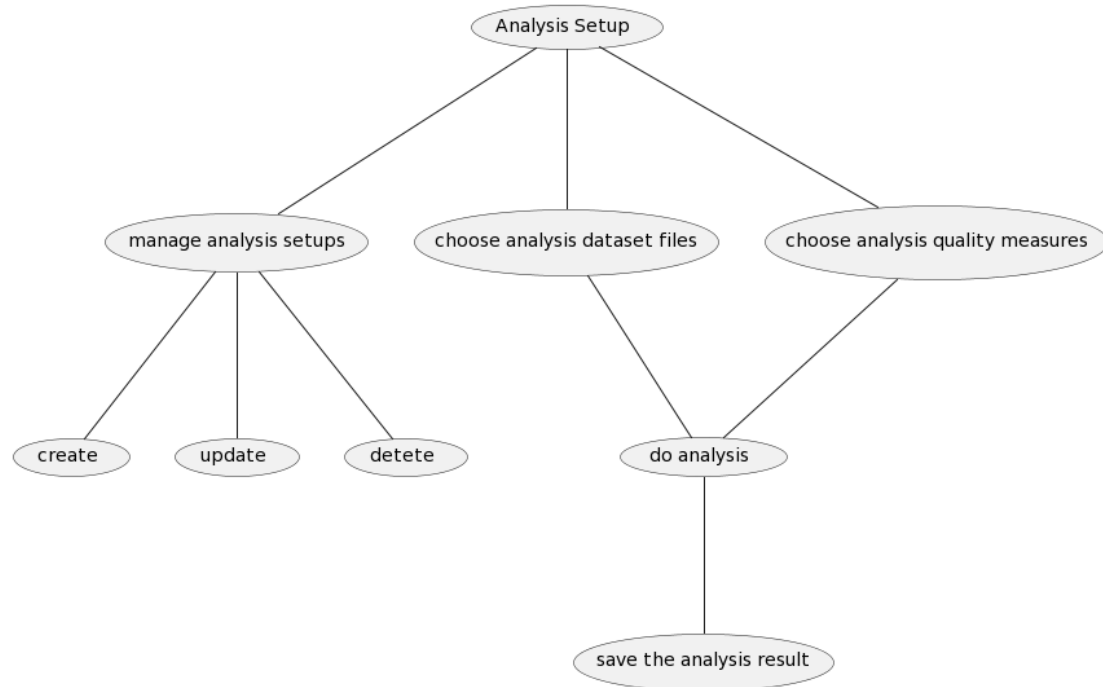 Analysis Setup
manage analysis setups
choose analysis dataset files
choose analysis quality measures
create
update
detete
do analysis
save the analysis result